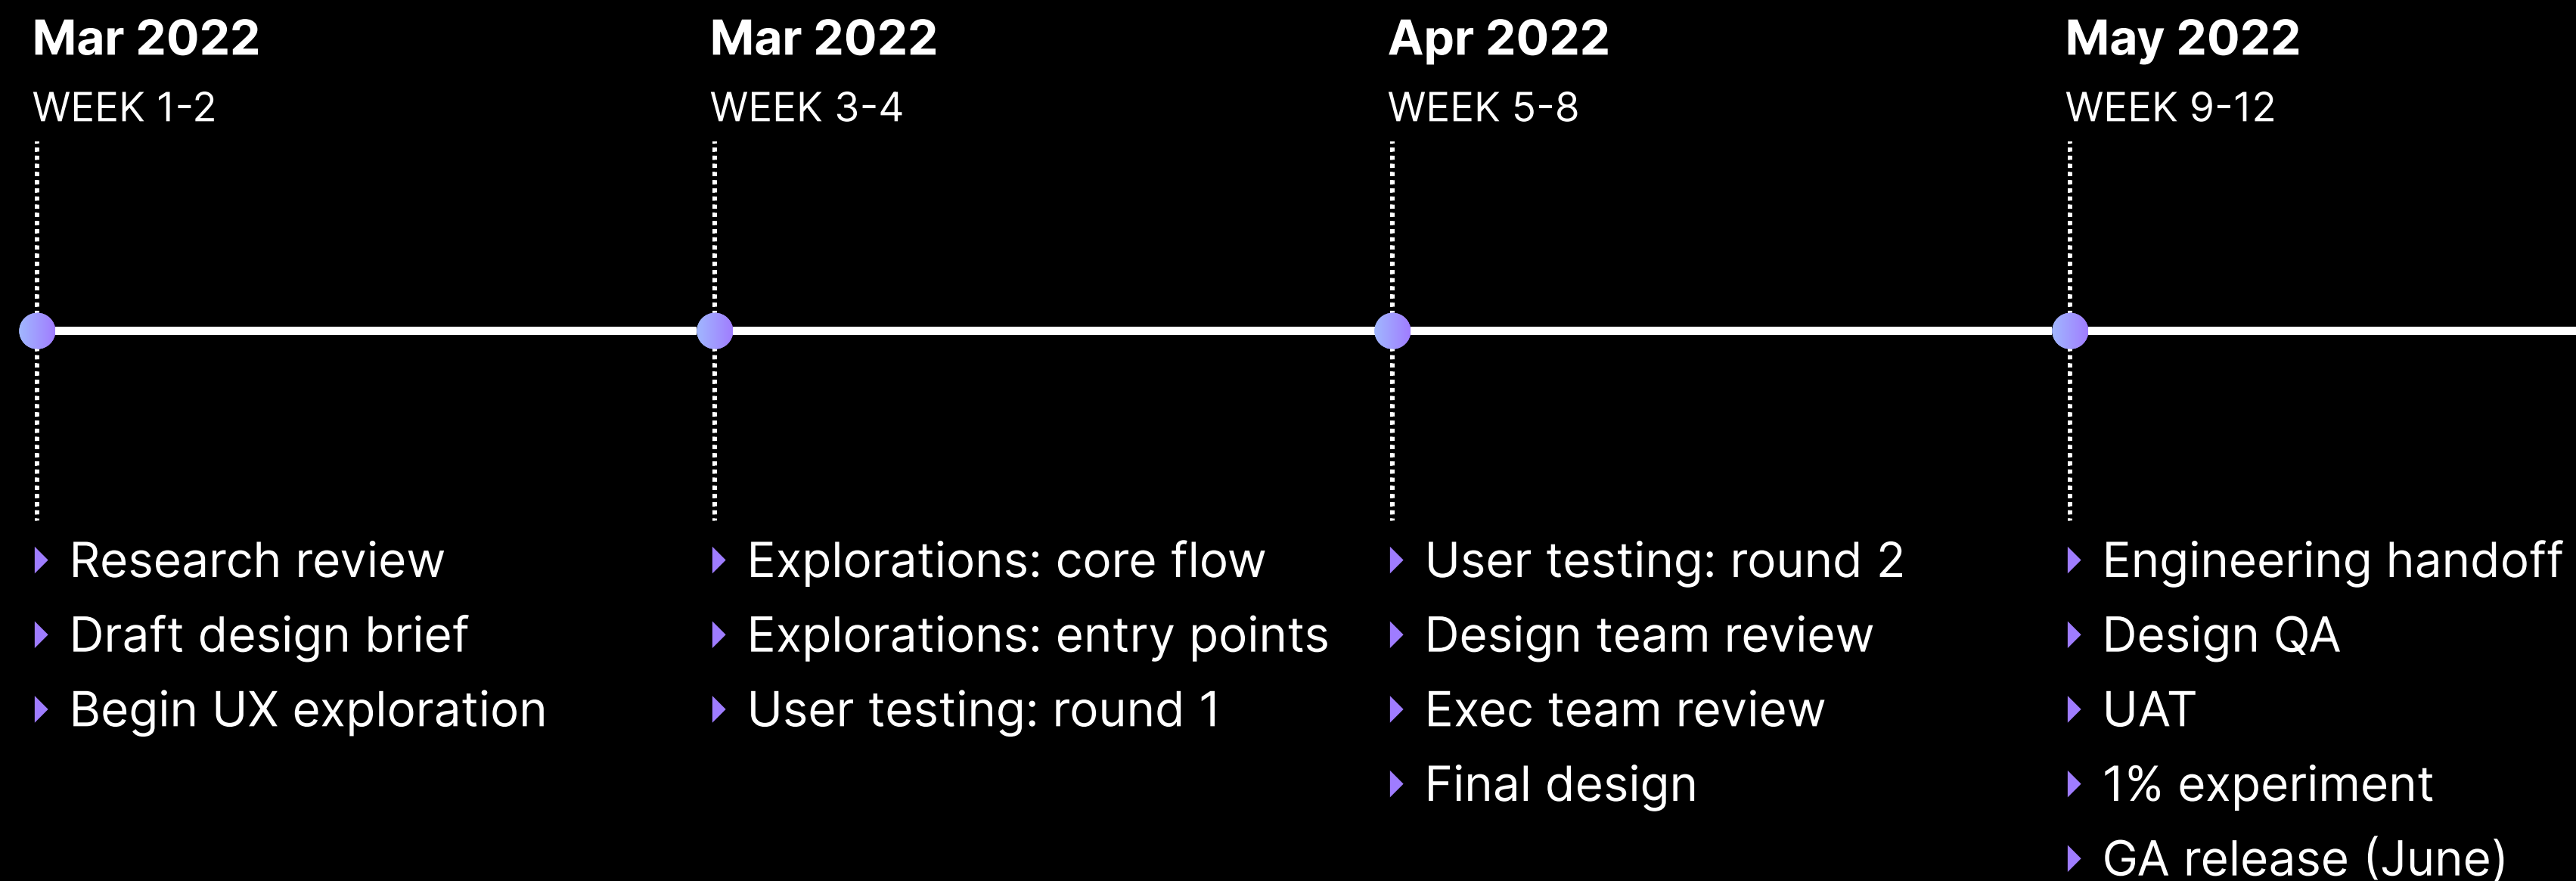 Mar 2022
WEEK 1-2
Research review
Draft design brief
Begin UX exploration
Mar 2022
WEEK 3-4
Explorations: core flow
Explorations: entry points
User testing: round 1
Apr 2022
WEEK 5-8
User testing: round 2
Design team review
Exec team review
Final design
May 2022
WEEK 9-12
Engineering handoff
Design QA
UAT
1% experiment
GA release (June)